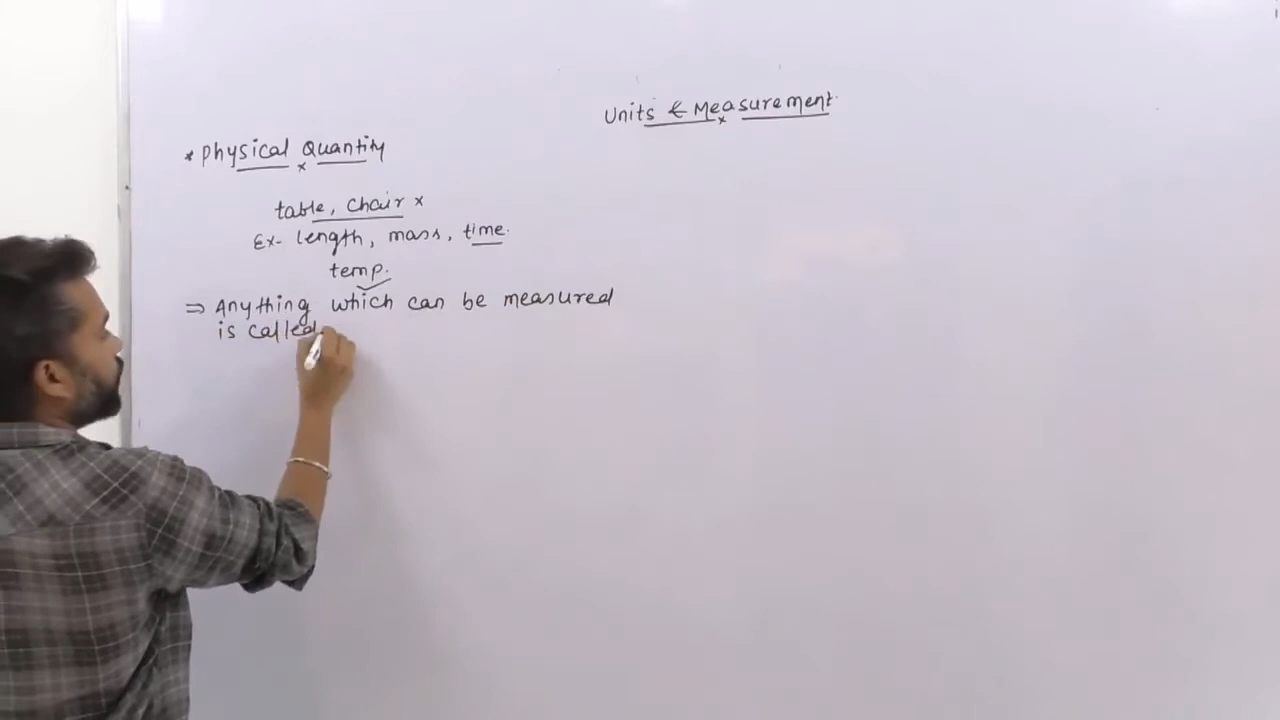 Units & Measurement
* Physical Quantity
table, chair ×
Ex- length, mass, time.
temp.
⇒ Anything which can be measured
is called